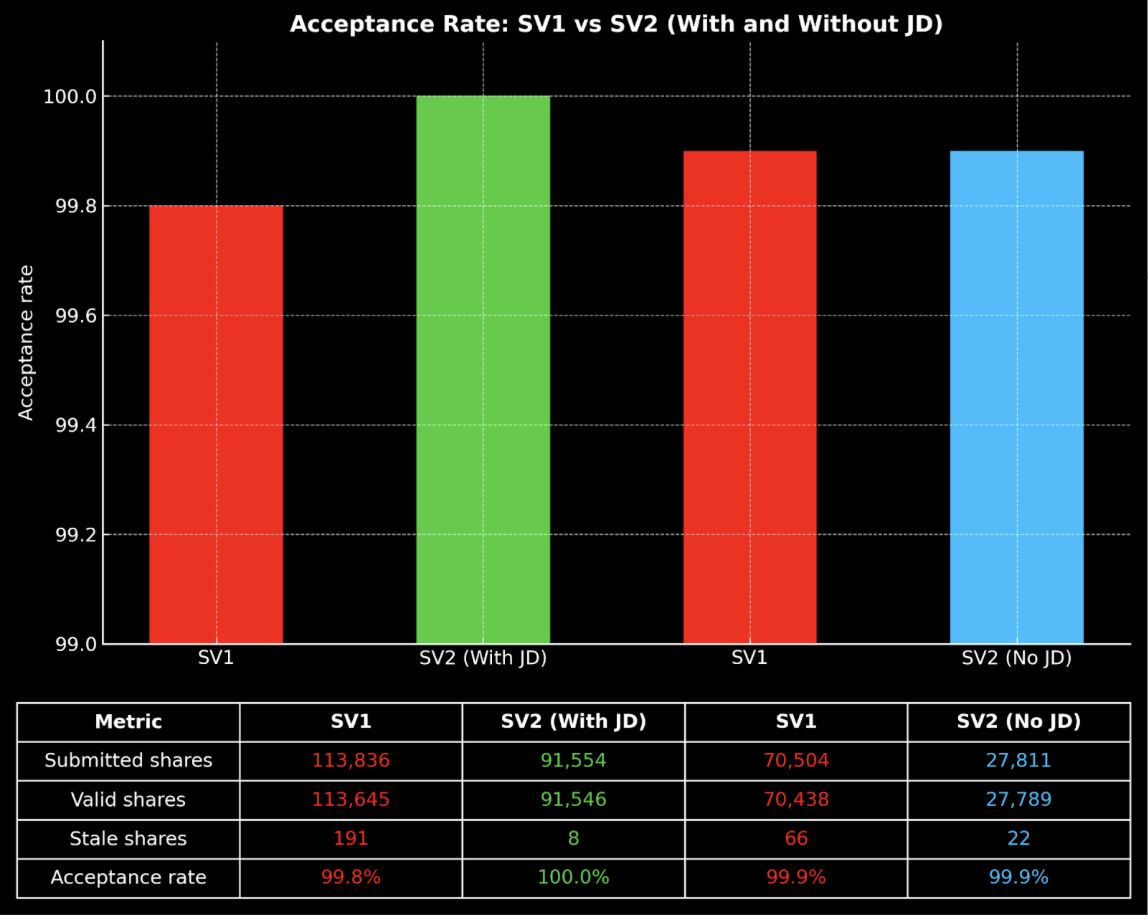 Acceptance Rate: SV1 vs SV2 (With and Without JD)
Acceptance rate
100.0
99.8
99.6
99.4
99.2
99.0
SV1 SV2 (With JD) SV1 SV2 (No JD)
Metric SV1 SV2 (With JD) SV1 SV2 (No JD)
Submitted shares 113,836 91,554 70,504 27,811
Valid shares 113,645 91,546 70,438 27,789
Stale shares 191 8 66 22
Acceptance rate 99.8% 100.0% 99.9% 99.9%